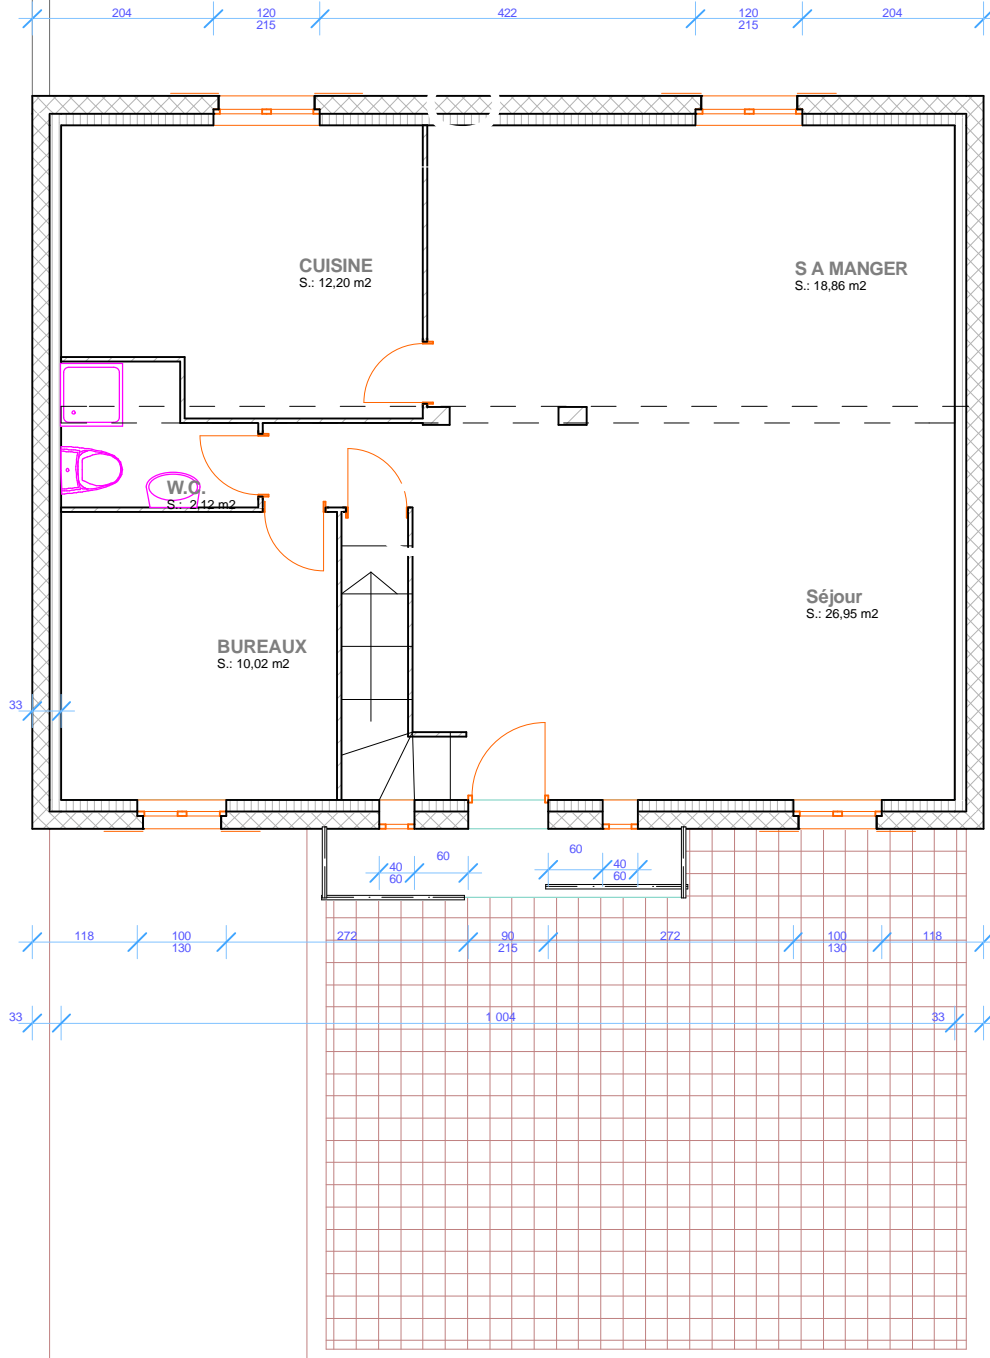 204
120
422
120
204
215
215
CUISINE
S.: 12,20 m2
S A MANGER
S.: 18,86 m2
W.C.
S.: 2,12 m2
Séjour
S.: 26,95 m2
BUREAUX
S.: 10,02 m2
33
40
60
60
40
60
60
118
100
272
90
272
100
118
130
215
130
33
1 004
33